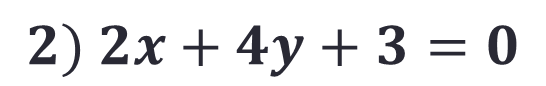 2) 2x + 4y + 3 = 0